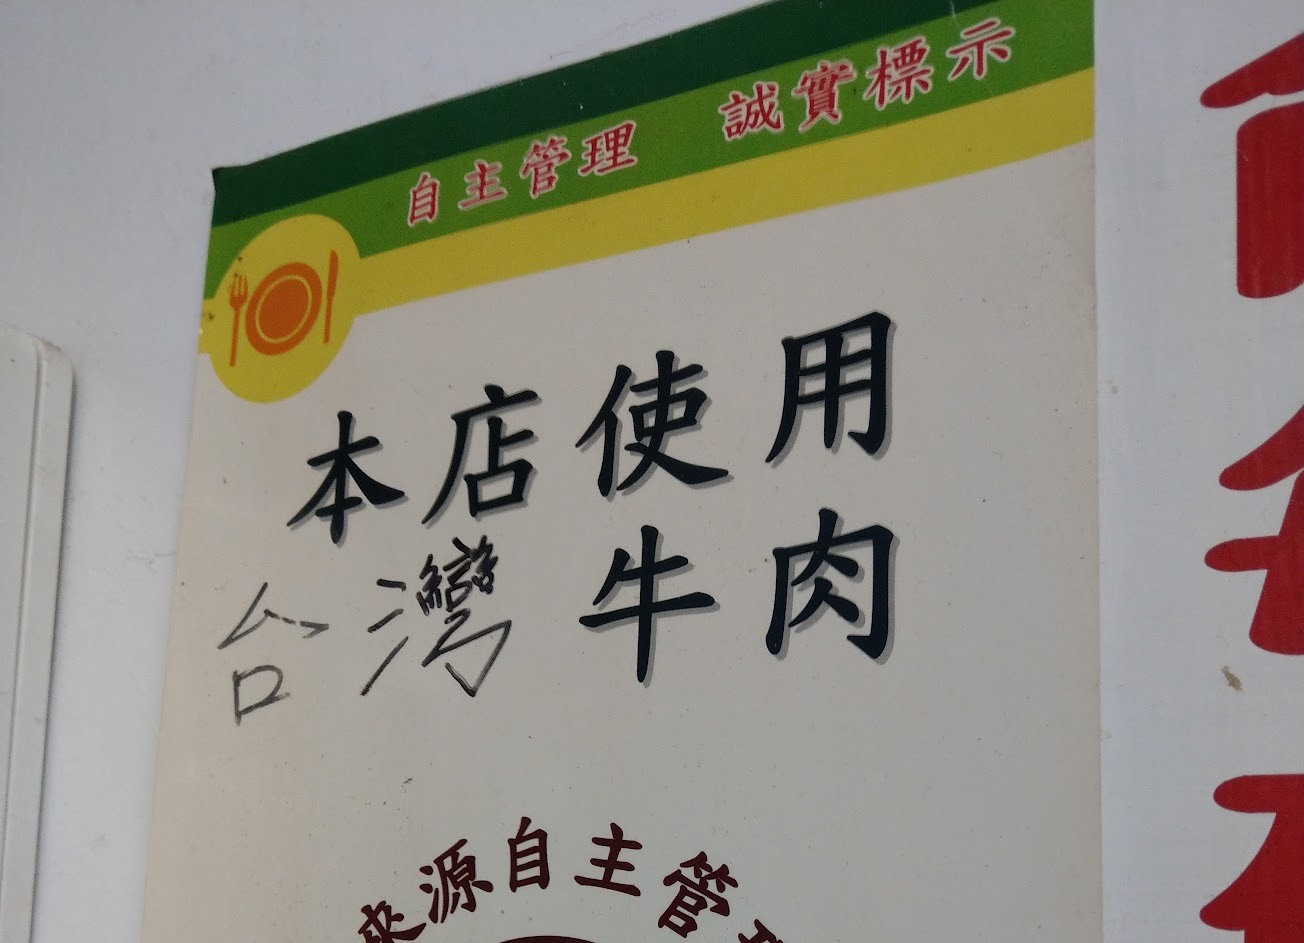 自主管理 誠實標示
本店使用
台灣牛肉
來源自主管理